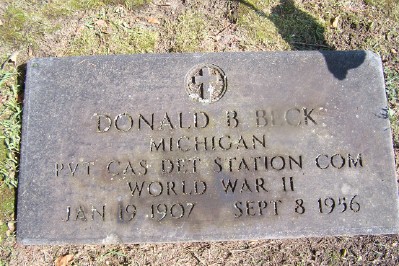 DONALD B BECK
MICHIGAN
PVT CAS DET STATION COM
WORLD WAR II
JAN 19 1907 SEPT 8 1956